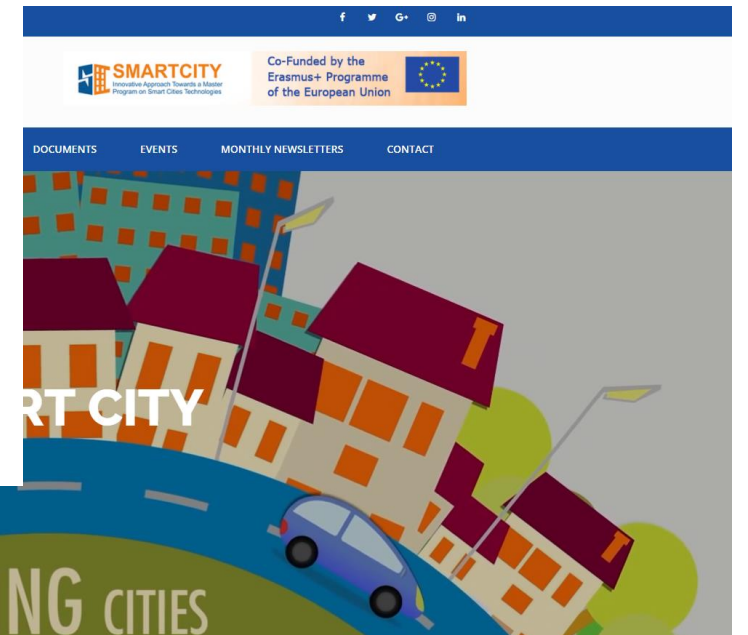 f G+ in
SMARTCITY
Innovative Approach Towards a Master
Program on Smart Cities Technologies
Co-Funded by the
Erasmus+ Programme
of the European Union
DOCUMENTS EVENTS MONTHLY NEWSLETTERS CONTACT
RT CITY
NG CITIES